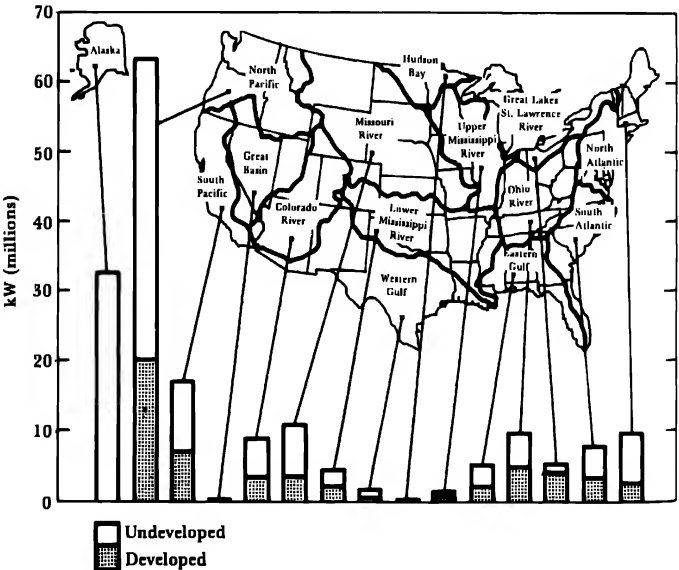 70
60
50
40
30
20
10
0
kW (millions)
Alaska
North
Pacific
Hudson
Bay
Great Lakes
St. Lawrence
River
Missouri
River
Upper
Mississippi
River
North
Atlantic
Great
Basin
South
Pacific
Colorado
River
Lower
Mississippi
River
Ohio
River
South
Atlantic
Eastern
Gulf
Western
Gulf
Undeveloped
Developed